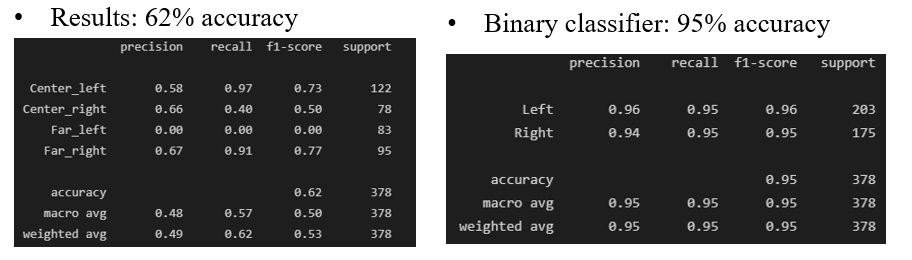 • Results: 62% accuracy
precision recall f1-score support
Center_left 0.58 0.97 0.73 122
Center_right 0.66 0.40 0.50 78
Far_left 0.00 0.00 0.00 83
Far_right 0.67 0.91 0.77 95
accuracy 0.62 378
macro avg 0.48 0.57 0.50 378
weighted avg 0.49 0.62 0.53 378
• Binary classifier: 95% accuracy
precision recall f1-score support
Left 0.96 0.95 0.96 203
Right 0.94 0.95 0.95 175
accuracy 0.95 378
macro avg 0.95 0.95 0.95 378
weighted avg 0.95 0.95 0.95 378